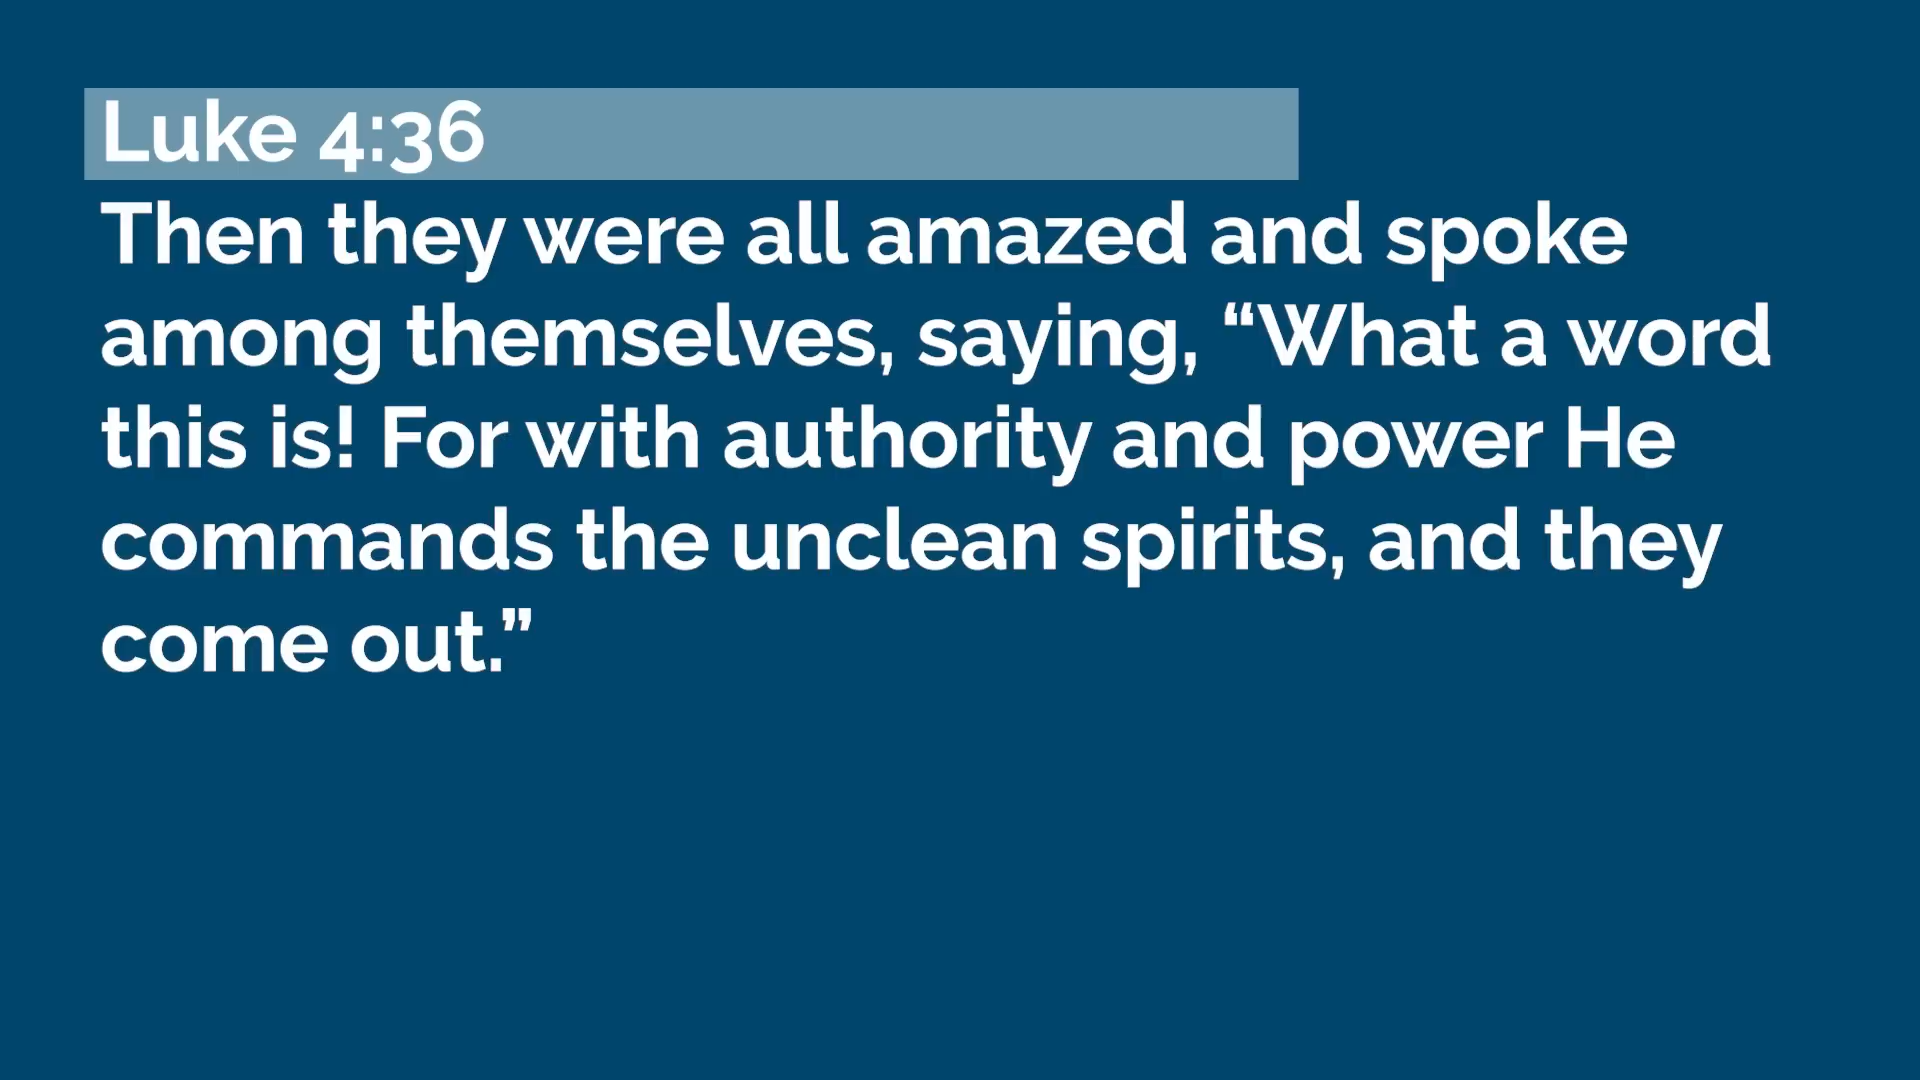 Luke 4:36
Then they were all amazed and spoke
among themselves, saying, “What a word
this is! For with authority and power He
commands the unclean spirits, and they
come out.”